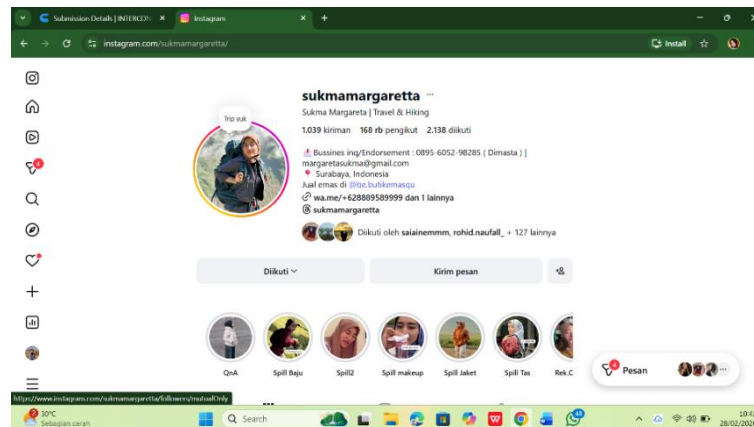 Submission Details | INTERCON
Instagram
instagram.com/sukmamargaretta/
Install
Trip yuk
sukmamargaretta
Sukma Margareta | Travel & Hiking
1.039 kiriman 168 rb pengikut 2.138 diikuti
Bussines inq/Endorsement : 0895-6052-98285 ( Dimasta ) |
margaretasukma@gmail.com
Surabaya, Indonesia
Jual emas di @be.butikemasqu
wa.me/+628889589999 dan 1 lainnya
sukmamargaretta
Diikuti oleh saiainemmm, rohid.naufall_ + 127 lainnya
Diikuti
Kirim pesan
4
QnA
Spill Baju
Spill2
Spill makeup
Spill Jaket
Spill Tas
Rek.C
4
Pesan
https://www.instagram.com/sukmamargaretta/followers/mutualOnly
30°C
Sebagian cerah
Search
10:42